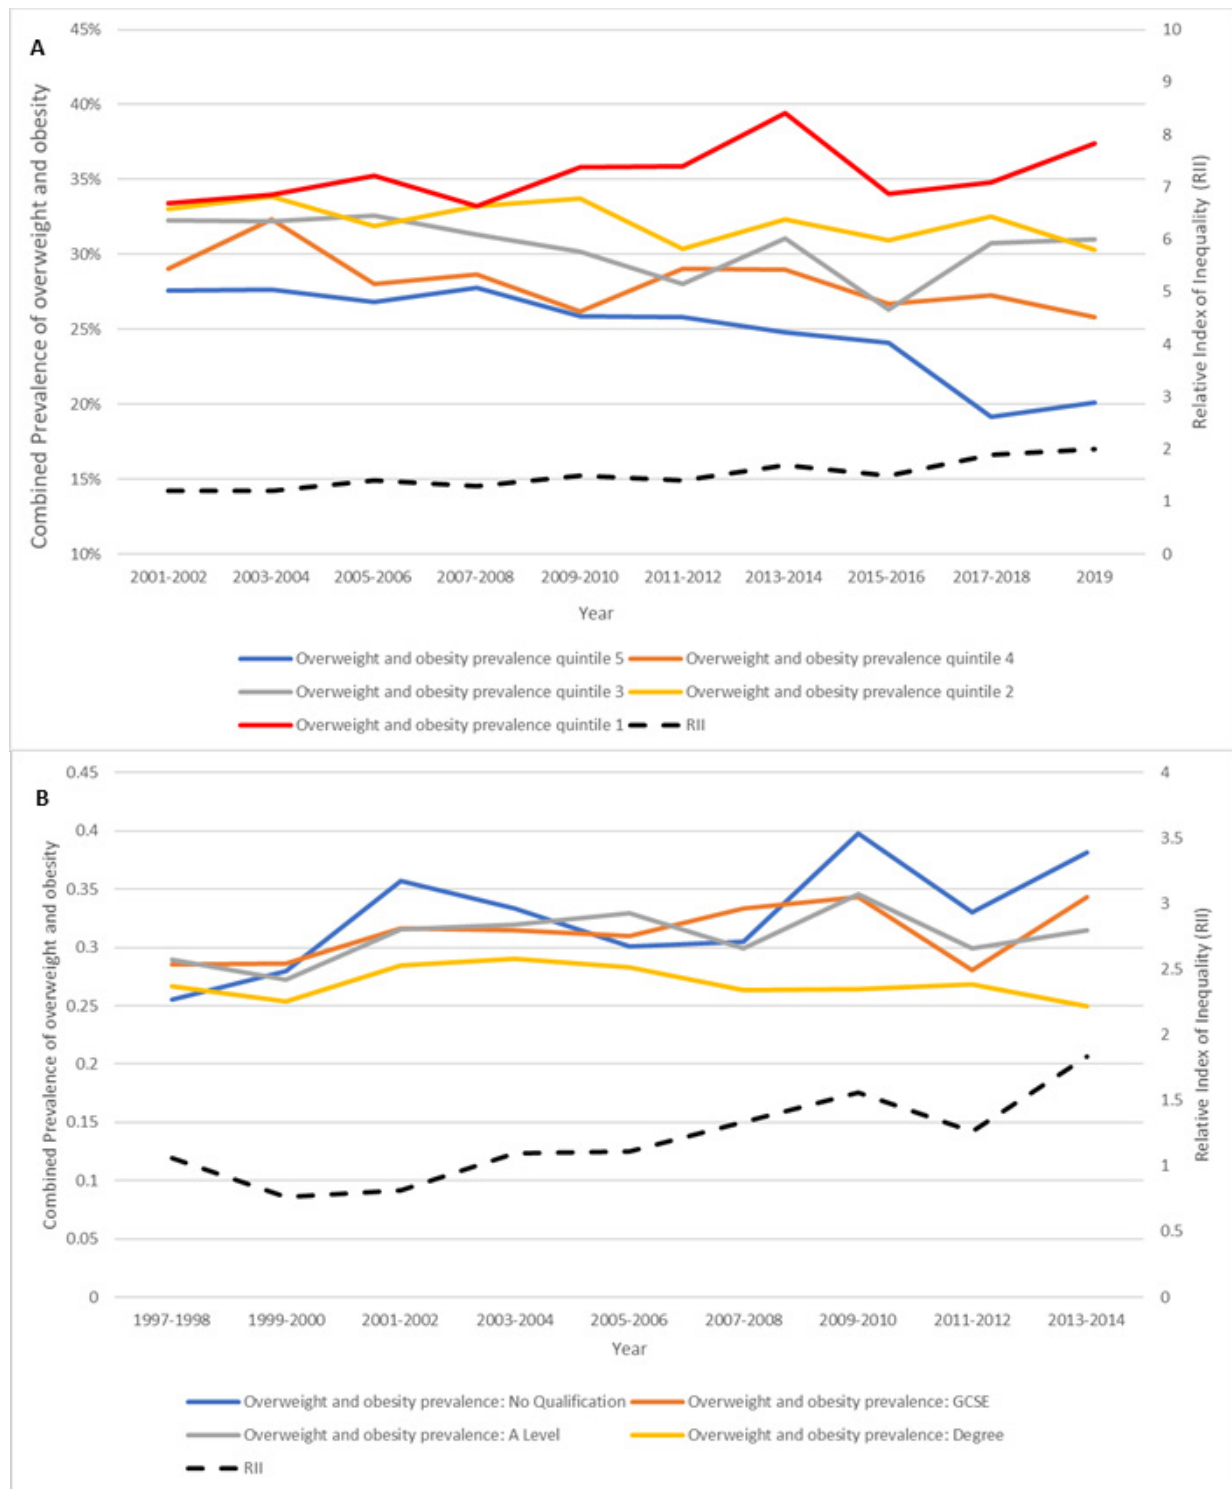 A
45%
40%
35%
30%
25%
20%
15%
10%
Combined Prevalence of overweight and obesity
10
9
8
7
6
5
4
3
2
1
0
Relative Index of Inequality (RII)
2001-2002 2003-2004 2005-2006 2007-2008 2009-2010 2011-2012 2013-2014 2015-2016 2017-2018 2019
Year
Overweight and obesity prevalence quintile 5 Overweight and obesity prevalence quintile 4
Overweight and obesity prevalence quintile 3 Overweight and obesity prevalence quintile 2
Overweight and obesity prevalence quintile 1 RII
B
0.45
0.4
0.35
0.3
0.25
0.2
0.15
0.1
0.05
0
Combined Prevalence of overweight and obesity
4
3.5
3
2.5
2
1.5
1
0.5
0
Relative Index of Inequality (RII)
1997-1998 1999-2000 2001-2002 2003-2004 2005-2006 2007-2008 2009-2010 2011-2012 2013-2014
Year
Overweight and obesity prevalence: No Qualification Overweight and obesity prevalence: GCSE
Overweight and obesity prevalence: A Level Overweight and obesity prevalence: Degree
RII